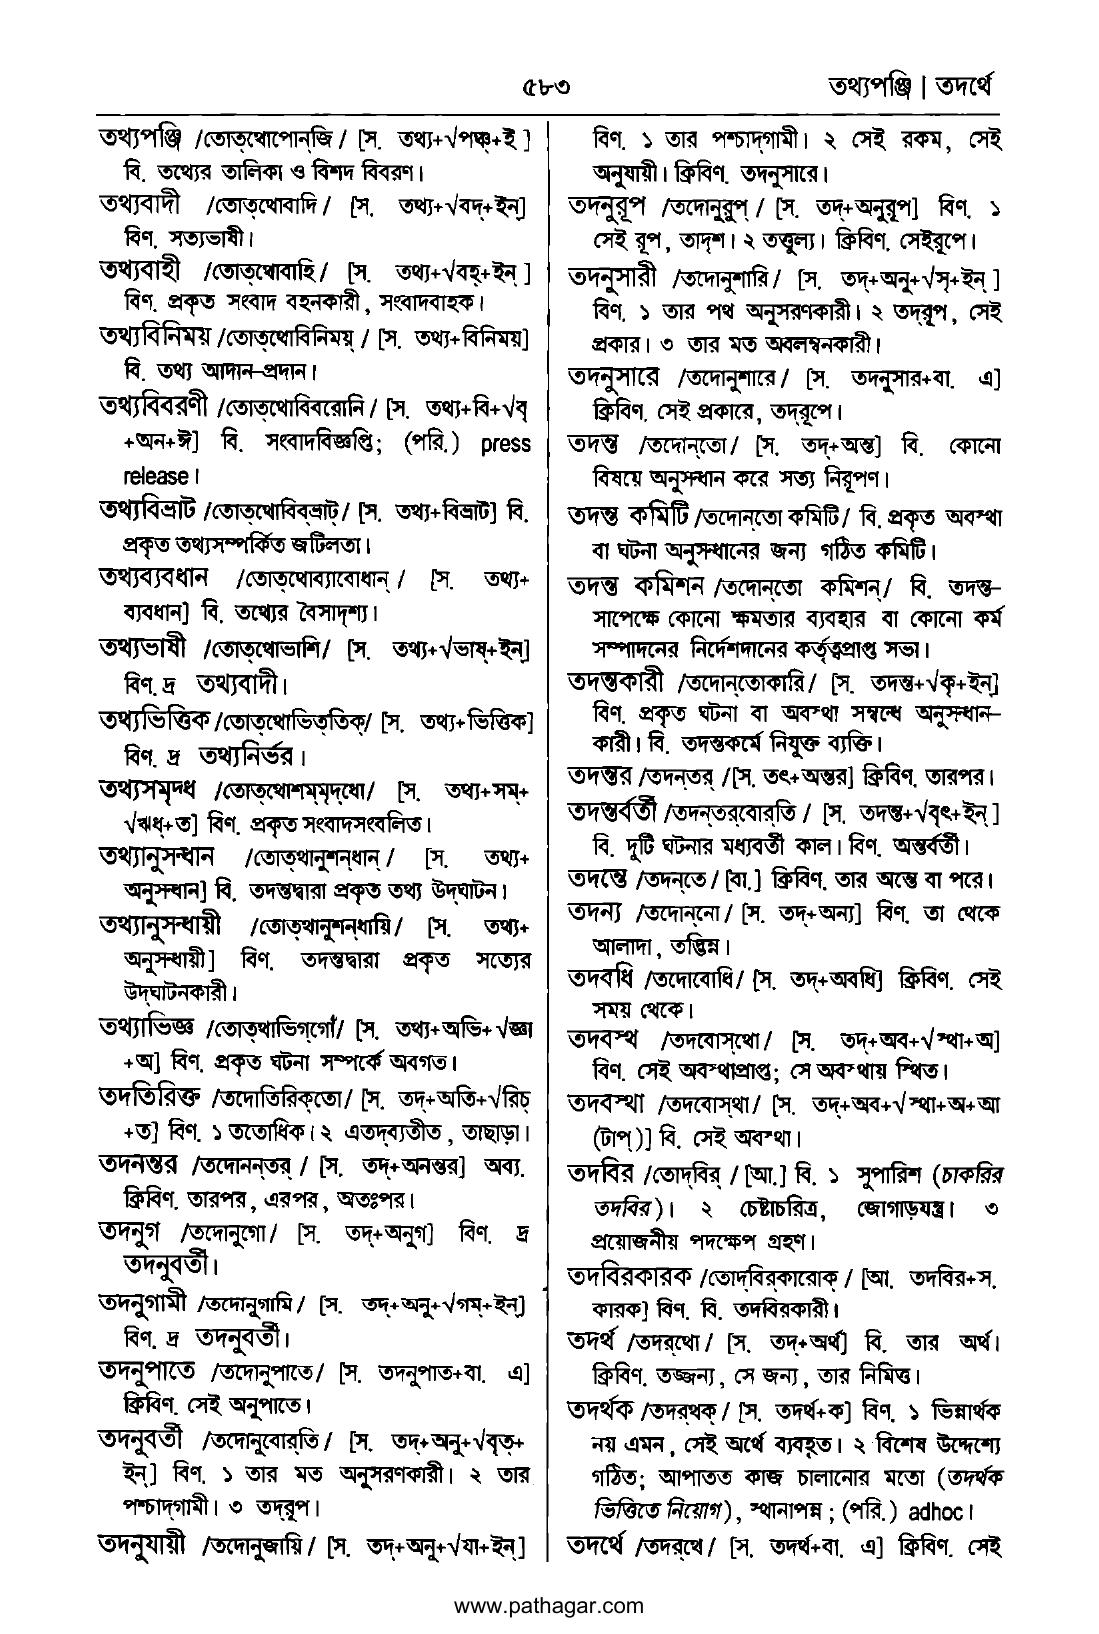 ৫৮৩
তথ্যপঞ্জি | তদর্থে
তথ্যপঞ্জি /তোত্‌থোপোন্‌জি/ [স. তথ্য+√পঞ্চ্+ই ]
বি. তথ্যের তালিকা ও বিশদ বিবরণ।
তথ্যবাদী /তোত্‌থোবাদি/ [স. তথ্য+√বদ্+ইন্]
বিণ. সত্যভাষী।
তথ্যবাহী /তোত্‌থোবাহি/ [স. তথ্য+√বহ্+ইন্ ]
বিণ. প্রকৃত সংবাদ বহনকারী, সংবাদবাহক।
তথ্যবিনিময় /তোত্‌থোবিনিময়্/ [স. তথ্য+বিনিময়]
বি. তথ্য আদান-প্রদান।
তথ্যবিবরণী /তোত্‌থোবিবরোনি/ [স. তথ্য+বি+√বৃ
+অন+ঈ] বি. সংবাদবিজ্ঞপ্তি; (পরি.) press
release।
তথ্যবিভ্রাট /তোত্‌থোবিব্‌ভ্রাট্/ [স. তথ্য+বিভ্রাট] বি.
প্রকৃত তথ্যসম্পর্কিত জটিলতা।
তথ্যব্যবধান /তোত্‌থোব্যাবোধান্/ [স. তথ্য+
ব্যবধান] বি. তথ্যের বৈসাদৃশ্য।
তথ্যভাষী /তোত্‌থোভাশি/ [স. তথ্য+√ভাষ্+ইন্]
বিণ. দ্র তথ্যবাদী।
তথ্যভিত্তিক /তোত্‌থোভিত্‌তিক্/ [স. তথ্য+ভিত্তিক]
বিণ. দ্র তথ্যনির্ভর।
তথ্যসমৃদ্ধ /তোত্‌থোশম্‌মৃদ্‌ধো/ [স. তথ্য+সম্+
√ঋধ্+ত] বিণ. প্রকৃত সংবাদসংবলিত।
তথ্যানুসন্ধান /তোত্‌থানুশন্‌ধান্/ [স. তথ্য+
অনুসন্ধান] বি. তদন্তদ্বারা প্রকৃত তথ্য উদ্‌ঘাটন।
তথ্যানুসন্ধায়ী /তোত্‌থানুশন্‌ধায়ি/ [স. তথ্য+
অনুসন্ধায়ী] বিণ. তদন্তদ্বারা প্রকৃত সত্যের
উদ্‌ঘাটনকারী।
তথ্যাভিজ্ঞ /তোত্‌থাভিগ্‌গোঁ/ [স. তথ্য+অভি+√জ্ঞা
+অ] বিণ. প্রকৃত ঘটনা সম্পর্কে অবগত।
তদতিরিক্ত /তদোতিরিক্‌তো/ [স. তদ্+অতি+√রিচ্
+ত] বিণ. ১ ততোধিক। ২ এতদ্‌ব্যতীত, তাছাড়া।
তদনন্তর /তদোনন্‌তর্/ [স. তদ্+অনন্তর] অব্য.
ক্রিবিণ. তারপর, এরপর, অতঃপর।
তদনুগ /তদোনুগো/ [স. তদ্+অনুগ] বিণ. দ্র
তদনুবর্তী।
তদনুগামী /তদোনুগামি/ [স. তদ্+অনু+√গম্+ইন্]
বিণ. দ্র তদনুবর্তী।
তদনুপাতে /তদোনুপাতে/ [স. তদনুপাত+বা. এ]
ক্রিবিণ. সেই অনুপাতে।
তদনুবর্তী /তদোনুবোর্‌তি/ [স. তদ্+অনু+√বৃত্+
ইন্] বিণ. ১ তার মত অনুসরণকারী। ২ তার
পশ্চাদ্‌গামী। ৩ তদ্‌রূপ।
তদনুযায়ী /তদোনুজায়ি/ [স. তদ্+অনু+√যা+ইন্]
বিণ. ১ তার পশ্চাদ্‌গামী। ২ সেই রকম, সেই
অনুযায়ী। ক্রিবিণ. তদনুসারে।
তদনুরূপ /তদোনুরুপ্/ [স. তদ্+অনুরূপ] বিণ. ১
সেই রূপ, তাদৃশ। ২ তত্তুল্য। ক্রিবিণ. সেইরূপে।
তদনুসারী /তদোনুশারি/ [স. তদ্+অনু+√সৃ+ইন্ ]
বিণ. ১ তার পথ অনুসরণকারী। ২ তদ্‌রূপ, সেই
প্রকার। ৩ তার মত অবলম্বনকারী।
তদনুসারে /তদোনুশারে/ [স. তদনুসার+বা. এ]
ক্রিবিণ. সেই প্রকারে, তদ্‌রূপে।
তদন্ত /তদোন্‌তো/ [স. তদ্+অন্ত] বি. কোনো
বিষয়ে অনুসন্ধান করে সত্য নিরূপণ।
তদন্ত কমিটি /তদোন্‌তো কমিটি/ বি. প্রকৃত অবস্থা
বা ঘটনা অনুসন্ধানের জন্য গঠিত কমিটি।
তদন্ত কমিশন /তদোন্‌তো কমিশন্/ বি. তদন্ত-
সাপেক্ষে কোনো ক্ষমতার ব্যবহার বা কোনো কর্ম
সম্পাদনের নির্দেশদানের কর্তৃত্বপ্রাপ্ত সভা।
তদন্তকারী /তদোন্‌তোকারি/ [স. তদন্ত+√কৃ+ইন্]
বিণ. প্রকৃত ঘটনা বা অবস্থা সম্বন্ধে অনুসন্ধান-
কারী। বি. তদন্তকর্মে নিযুক্ত ব্যক্তি।
তদন্তর /তদন্‌তর্ /[স. তৎ+অন্তর] ক্রিবিণ. তারপর।
তদন্তর্বর্তী /তদন্‌তর্‌বোর্‌তি/ [স. তদন্ত+√বৃৎ+ইন্ ]
বি. দুটি ঘটনার মধ্যবর্তী কাল। বিণ. অন্তর্বর্তী।
তদন্তে /তদন্‌তে/ [বা.] ক্রিবিণ. তার অন্তে বা পরে।
তদন্য /তদোন্‌নো/ [স. তদ্+অন্য] বিণ. তা থেকে
আলাদা, তদ্ভিন্ন।
তদবধি /তদোবোধি/ [স. তদ্+অবধি] ক্রিবিণ. সেই
সময় থেকে।
তদবস্থ /তদবোস্‌থো/ [স. তদ্+অব+√স্থা+অ]
বিণ. সেই অবস্থাপ্রাপ্ত; সে অবস্থায় স্থিত।
তদবস্থা /তদবোস্‌থা/ [স. তদ্+অব+√স্থা+অ+আ
(টাপ্)] বি. সেই অবস্থা।
তদবির /তোদ্‌বির্/ [আ.] বি. ১ সুপারিশ (চাকরির
তদবির)। ২ চেষ্টাচরিত্র, জোগাড়যন্ত্র। ৩
প্রয়োজনীয় পদক্ষেপ গ্রহণ।
তদবিরকারক /তোদ্‌বির্‌কারোক্/ [আ. তদবির+স.
কারক] বিণ. বি. তদবিরকারী।
তদর্থ /তদর্‌থো/ [স. তদ্+অর্থ] বি. তার অর্থ।
ক্রিবিণ. তজ্জন্য, সে জন্য, তার নিমিত্ত।
তদর্থক /তদর্‌থক্/ [স. তদর্থ+ক] বিণ. ১ ভিন্নার্থক
নয় এমন, সেই অর্থে ব্যবহৃত। ২ বিশেষ উদ্দেশ্যে
গঠিত; আপাতত কাজ চালানোর মতো (তদর্থক
ভিত্তিতে নিয়োগ), স্থানাপন্ন; (পরি.) adhoc।
তদর্থে /তদর্‌থে/ [স. তদর্থ+বা. এ] ক্রিবিণ. সেই
www.pathagar.com